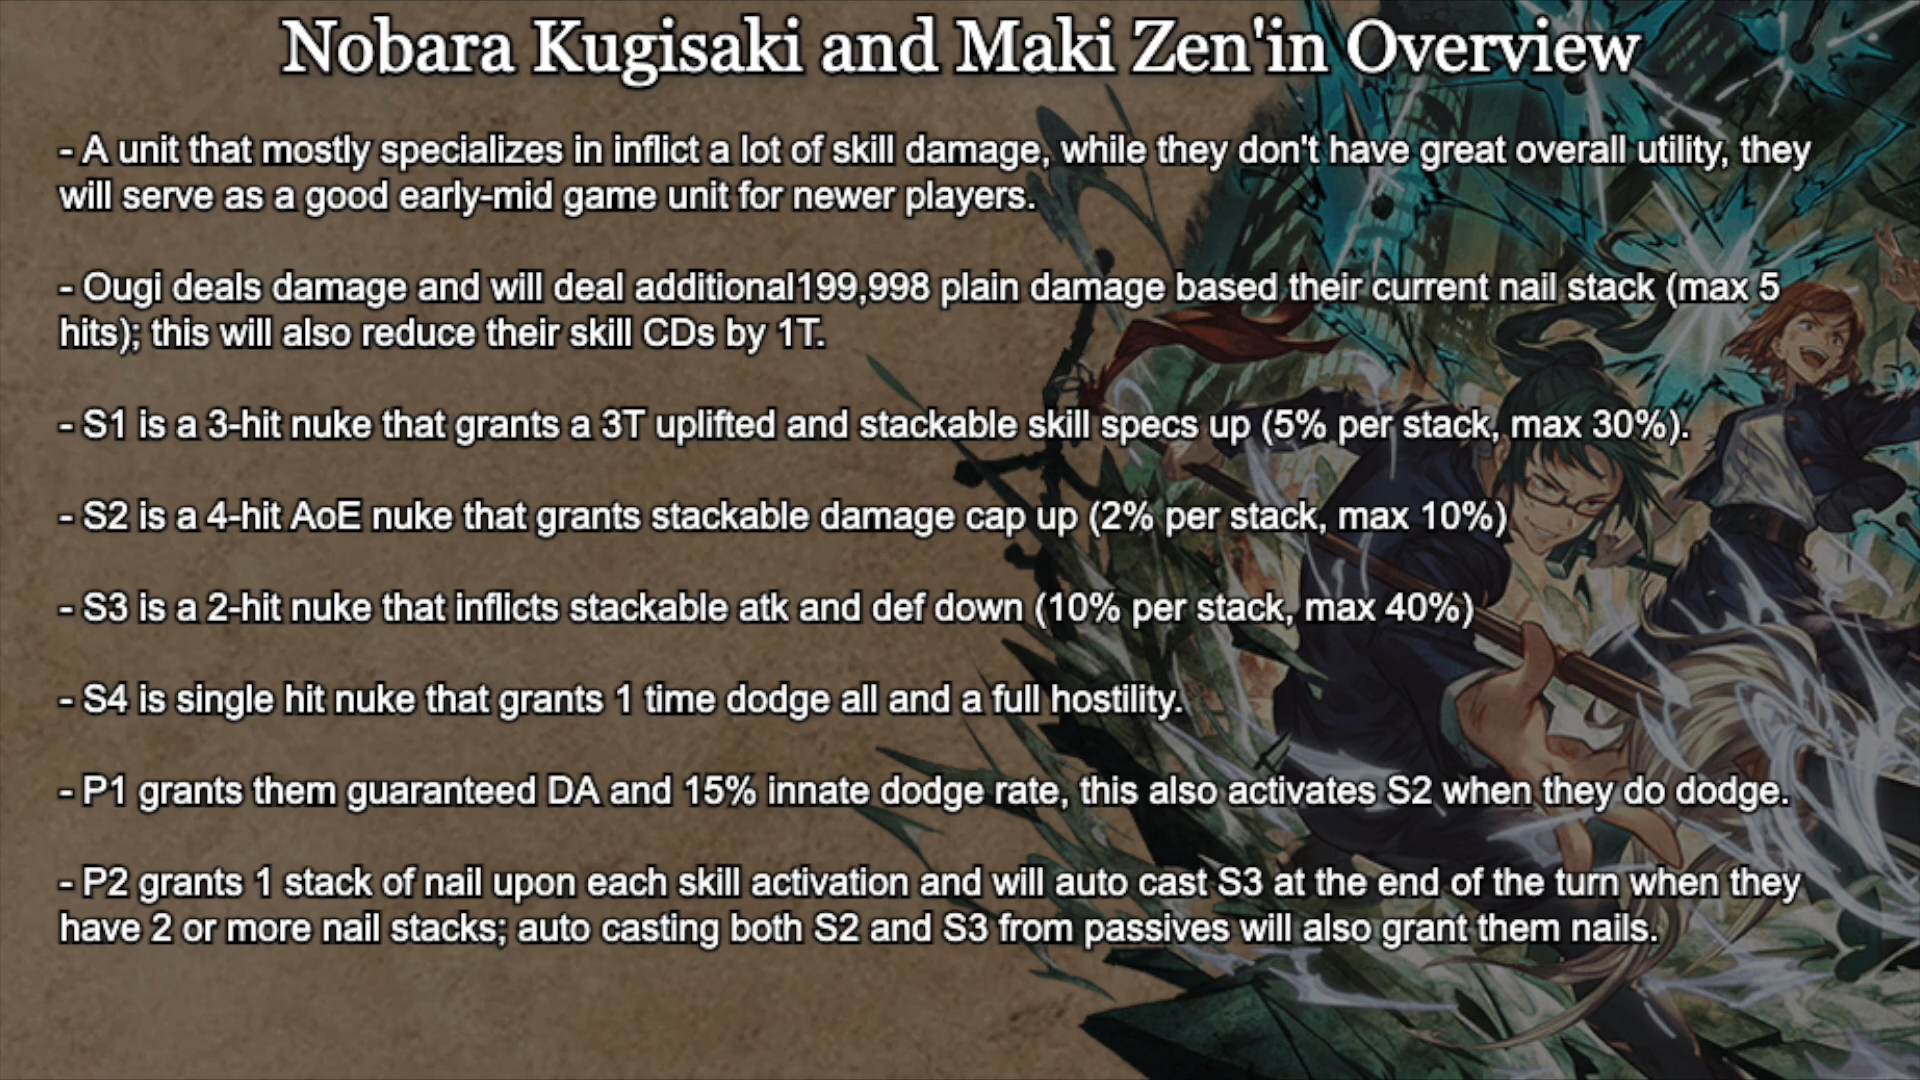 Nobara Kugisaki and Maki Zen'in Overview
- A unit that mostly specializes in inflict a lot of skill damage, while they don't have great overall utility, they
will serve as a good early-mid game unit for newer players.
- Ougi deals damage and will deal additional199,998 plain damage based their current nail stack (max 5
hits); this will also reduce their skill CDs by 1T.
- S1 is a 3-hit nuke that grants a 3T uplifted and stackable skill specs up (5% per stack, max 30%).
- S2 is a 4-hit AoE nuke that grants stackable damage cap up (2% per stack, max 10%)
- S3 is a 2-hit nuke that inflicts stackable atk and def down (10% per stack, max 40%)
- S4 is single hit nuke that grants 1 time dodge all and a full hostility.
- P1 grants them guaranteed DA and 15% innate dodge rate, this also activates S2 when they do dodge.
- P2 grants 1 stack of nail upon each skill activation and will auto cast S3 at the end of the turn when they
have 2 or more nail stacks; auto casting both S2 and S3 from passives will also grant them nails.